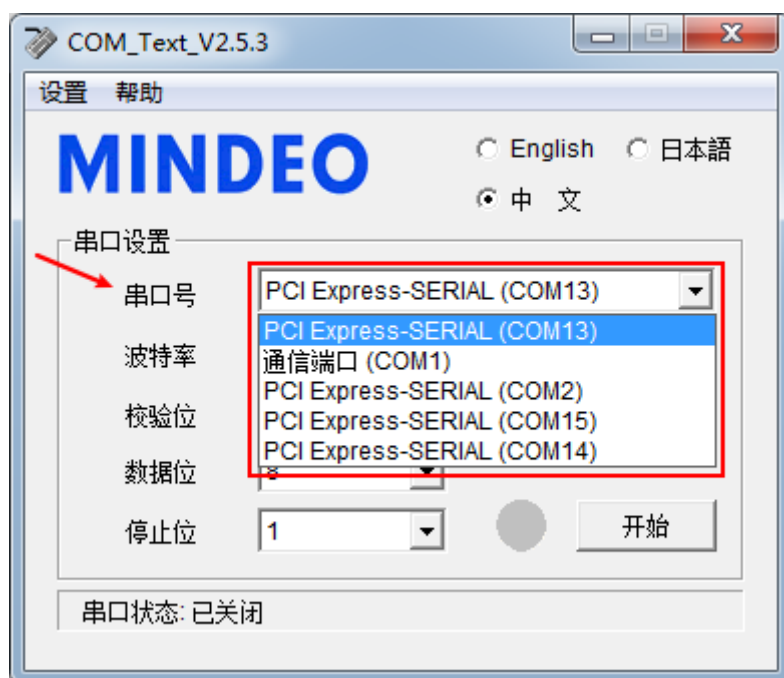 COM_Text_V2.5.3
设置 帮助
MINDEO
English 日本語
中 文
串口设置
串口号 PCI Express-SERIAL (COM13)
PCI Express-SERIAL (COM13)
波特率 通信端口 (COM1)
PCI Express-SERIAL (COM2)
校验位 PCI Express-SERIAL (COM15)
PCI Express-SERIAL (COM14)
数据位 8
停止位 1 开始
串口状态: 已关闭